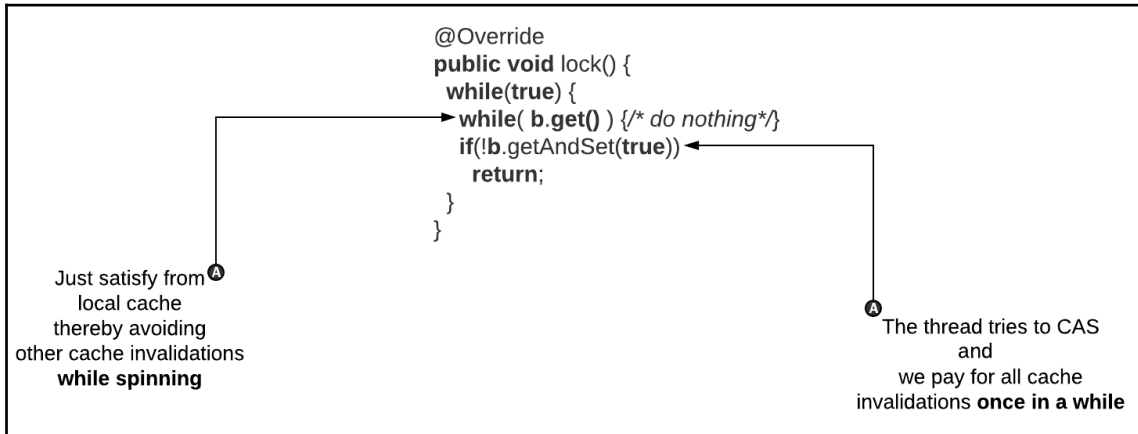 @Override
public void lock() {
while(true) {
while( b.get() ) {/* do nothing*/}
if(!b.getAndSet(true))
return;
}
}
A
Just satisfy from
local cache
thereby avoiding
other cache invalidations
while spinning
A
The thread tries to CAS
and
we pay for all cache
invalidations once in a while